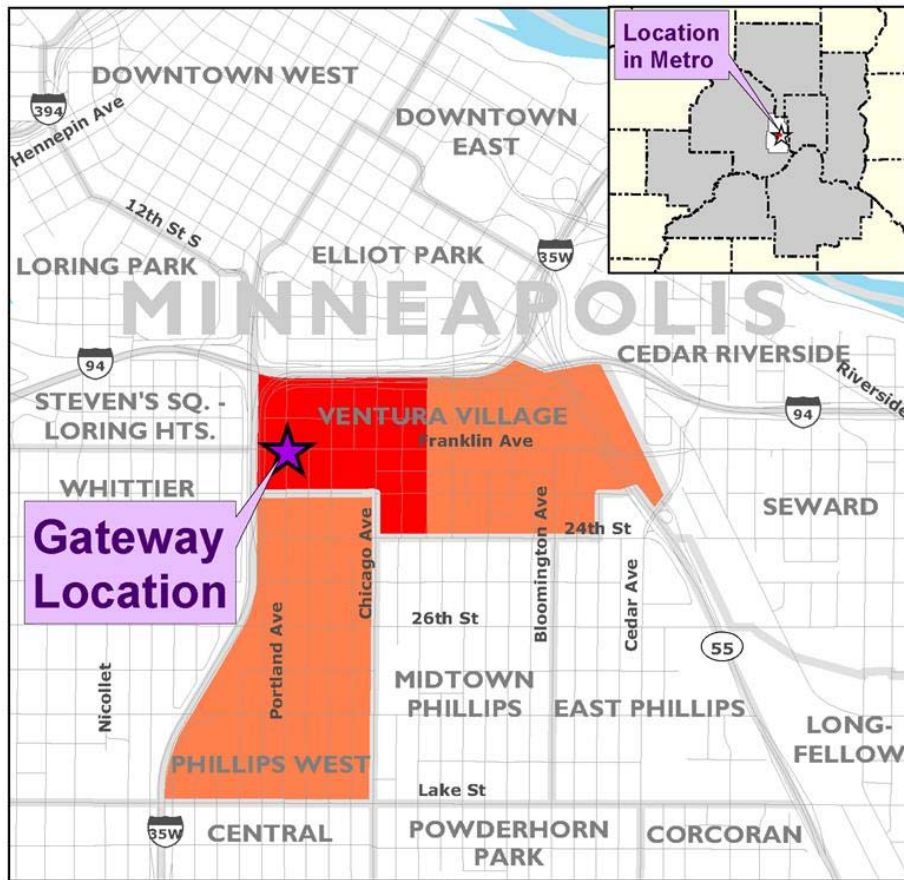 Location
in Metro
DOWNTOWN WEST
394
Hennepin Ave
DOWNTOWN
EAST
12th St S
35W
LORING PARK
ELLIOT PARK
MINNEAPOLIS
94
CEDAR RIVERSIDE
Riverside
STEVEN'S SQ. -
LORING HTS.
VENTURA VILLAGE
94
Franklin Ave
WHITTIER
SEWARD
Gateway
Location
Chicago Ave
Bloomington Ave
24th St
Cedar Ave
Portland Ave
26th St
55
Nicollet
MIDTOWN
PHILLIPS
EAST PHILLIPS
LONG-
FELLOW
PHILLIPS WEST
Lake St
35W
CENTRAL
POWDERHORN
PARK
CORCORAN